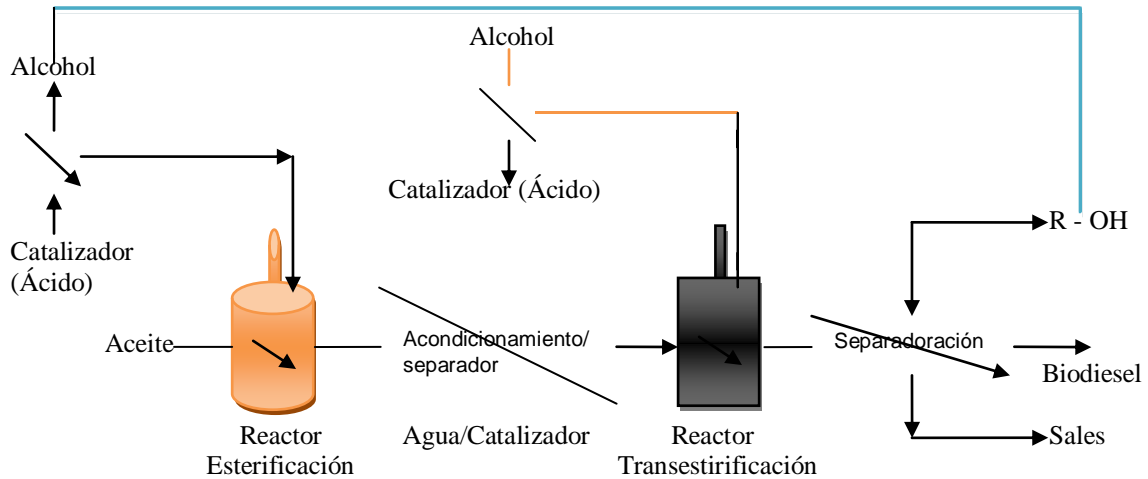 Alcohol
Alcohol
Catalizador (Ácido)
R - OH
Catalizador
(Ácido)
Aceite
Acondicionamiento/
separador
Separadoración
Biodiesel
Reactor
Esterificación
Agua/Catalizador
Reactor
Transestirificación
Sales